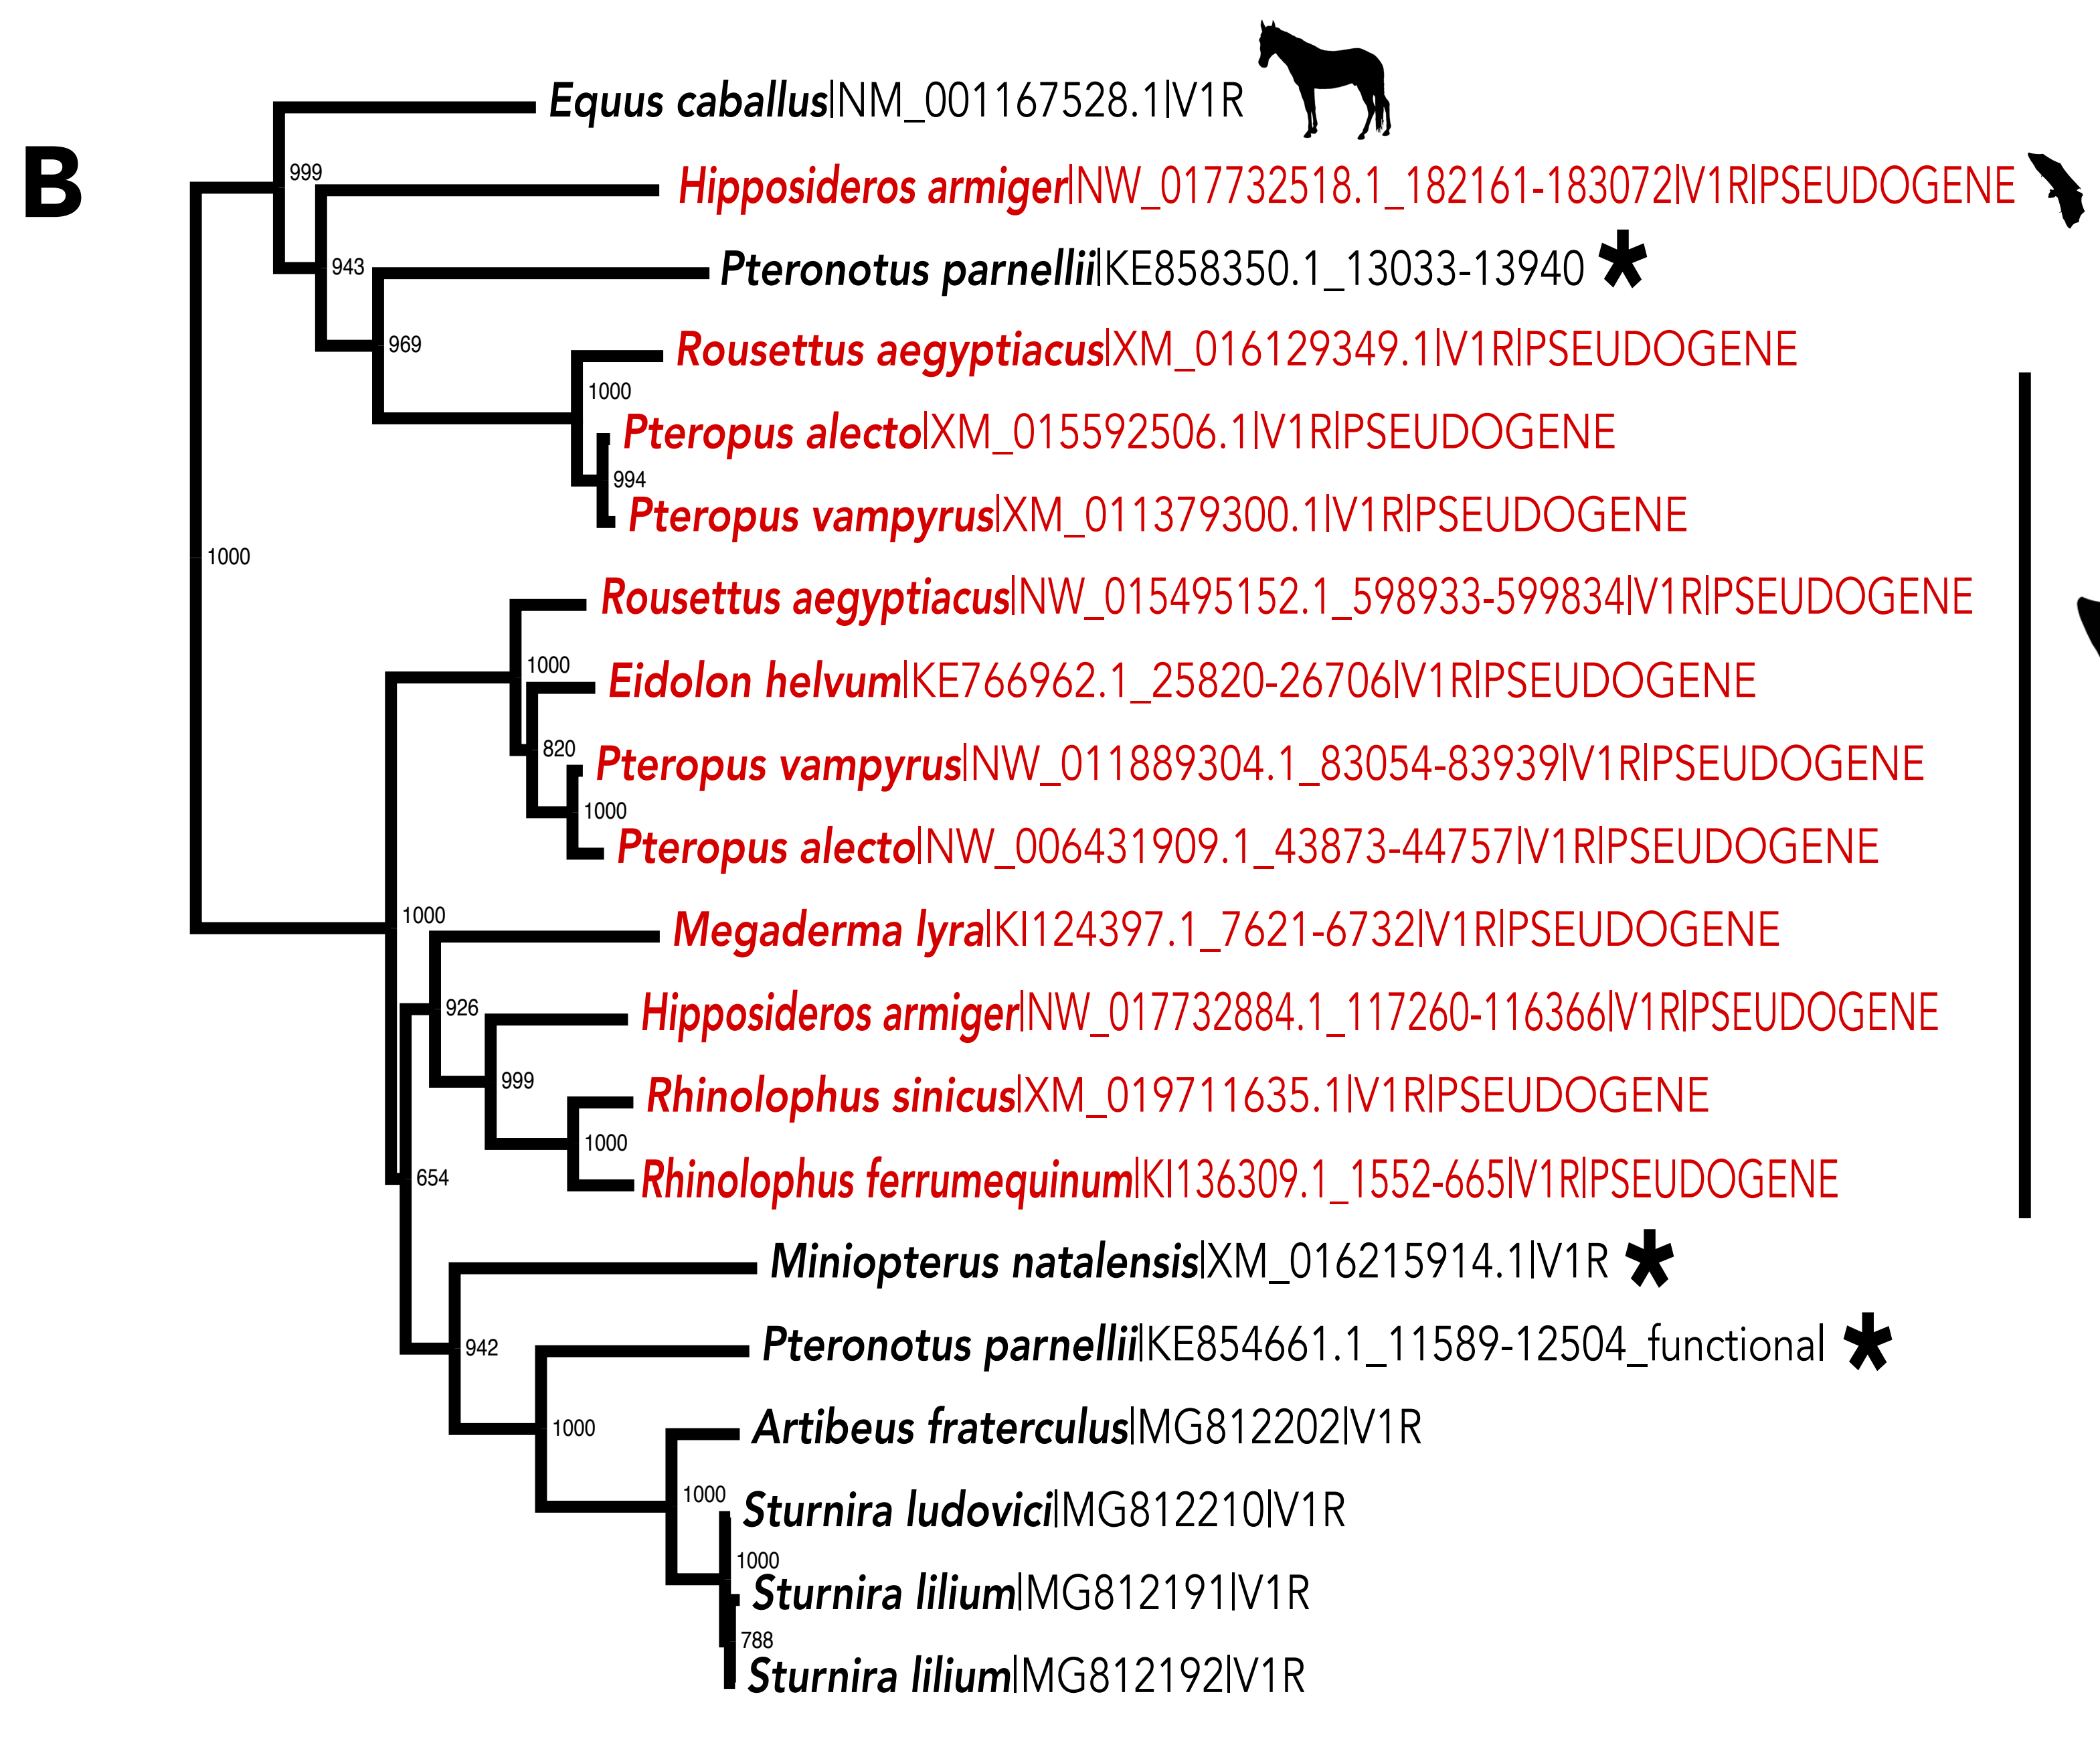 Equus caballus|NM_001167528.1|V1R
B
999
Hipposideros armiger|NW_017732518.1_182161-183072|V1R|PSEUDOGENE
943
Pteronotus parnellii|KE858350.1_13033-13940 *
969
Rousettus aegyptiacus|XM_016129349.1|V1R|PSEUDOGENE
1000
Pteropus alecto|XM_015592506.1|V1R|PSEUDOGENE
994
Pteropus vampyrus|XM_011379300.1|V1R|PSEUDOGENE
1000
Rousettus aegyptiacus|NW_015495152.1_598933-599834|V1R|PSEUDOGENE
1000
Eidolon helvum|KE766962.1_25820-26706|V1R|PSEUDOGENE
820
Pteropus vampyrus|NW_011889304.1_83054-83939|V1R|PSEUDOGENE
1000
Pteropus alecto|NW_006431909.1_43873-44757|V1R|PSEUDOGENE
1000
Megaderma lyra|KI124397.1_7621-6732|V1R|PSEUDOGENE
926
Hipposideros armiger|NW_017732884.1_117260-116366|V1R|PSEUDOGENE
999
Rhinolophus sinicus|XM_019711635.1|V1R|PSEUDOGENE
1000
Rhinolophus ferrumequinum|KI136309.1_1552-665|V1R|PSEUDOGENE
654
Miniopterus natalensis|XM_016215914.1|V1R *
942
Pteronotus parnellii|KE854661.1_11589-12504_functional *
1000
Artibeus fraterculus|MG812202|V1R
1000
Sturnira ludovici|MG812210|V1R
1000
Sturnira lilium|MG812191|V1R
788
Sturnira lilium|MG812192|V1R